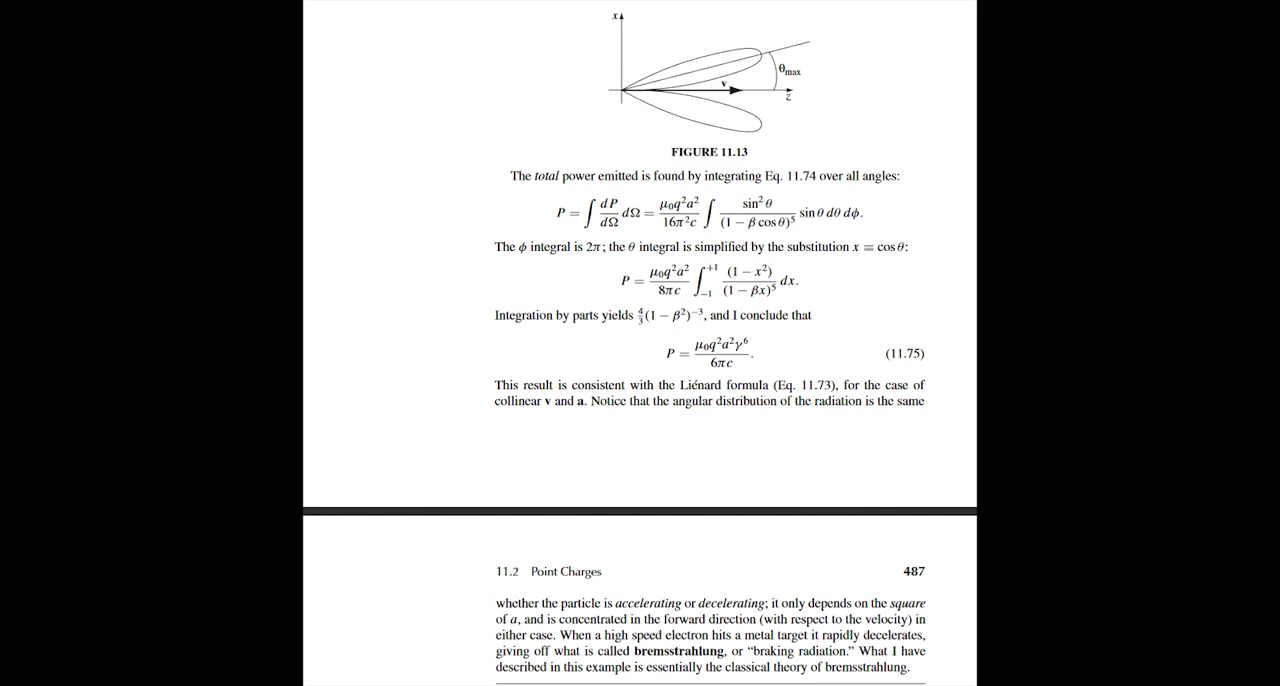 x
θmax
v
z
FIGURE 11.13
The total power emitted is found by integrating Eq. 11.74 over all angles:
P = ∫ dP/dΩ dΩ = μ₀q²a²/16π²c ∫ sin² θ/(1 − β cos θ)⁵ sin θ dθ dϕ.
The ϕ integral is 2π; the θ integral is simplified by the substitution x ≡ cos θ:
P = μ₀q²a²/8πc ∫₋₁⁺¹ (1 − x²)/(1 − βx)⁵ dx.
Integration by parts yields 4/3(1 − β²)⁻³, and I conclude that
P = μ₀q²a²γ⁶/6πc. (11.75)
This result is consistent with the Liénard formula (Eq. 11.73), for the case of
collinear v and a. Notice that the angular distribution of the radiation is the same
11.2 Point Charges 487
whether the particle is accelerating or decelerating; it only depends on the square
of a, and is concentrated in the forward direction (with respect to the velocity) in
either case. When a high speed electron hits a metal target it rapidly decelerates,
giving off what is called bremsstrahlung, or “braking radiation.” What I have
described in this example is essentially the classical theory of bremsstrahlung.